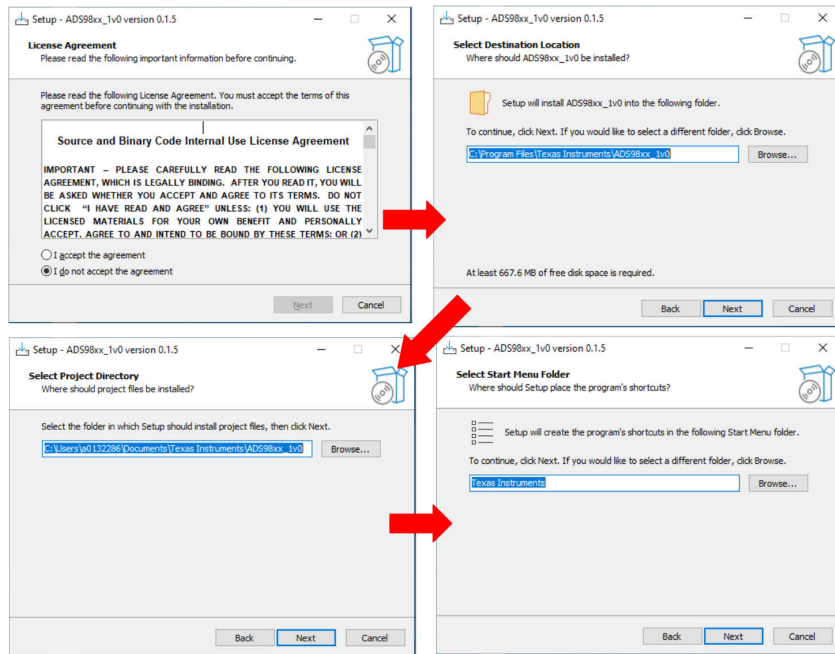 Setup - ADS98xx_1v0 version 0.1.5
License Agreement
Please read the following important information before continuing.
Please read the following License Agreement. You must accept the terms of this
agreement before continuing with the installation.
Source and Binary Code Internal Use License Agreement
IMPORTANT – PLEASE CAREFULLY READ THE FOLLOWING LICENSE
AGREEMENT, WHICH IS LEGALLY BINDING. AFTER YOU READ IT, YOU WILL
BE ASKED WHETHER YOU ACCEPT AND AGREE TO ITS TERMS. DO NOT
CLICK "I HAVE READ AND AGREE" UNLESS: (1) YOU WILL USE THE
LICENSED MATERIALS FOR YOUR OWN BENEFIT AND PERSONALLY
ACCEPT, AGREE TO AND INTEND TO BE BOUND BY THESE TERMS; OR (2)
I accept the agreement
I do not accept the agreement
Next
Cancel
Setup - ADS98xx_1v0 version 0.1.5
Select Destination Location
Where should ADS98xx_1v0 be installed?
Setup will install ADS98xx_1v0 into the following folder.
To continue, click Next. If you would like to select a different folder, click Browse.
C:\Program Files\Texas Instruments\ADS98xx_1v0
Browse...
At least 667.6 MB of free disk space is required.
Back
Next
Cancel
Setup - ADS98xx_1v0 version 0.1.5
Select Project Directory
Where should project files be installed?
Select the folder in which Setup should install project files, then click Next.
C:\Users\a0132286\Documents\Texas Instruments\ADS98xx_1v0
Browse...
Back
Next
Cancel
Setup - ADS98xx_1v0 version 0.1.5
Select Start Menu Folder
Where should Setup place the program's shortcuts?
Setup will create the program's shortcuts in the following Start Menu folder.
To continue, click Next. If you would like to select a different folder, click Browse.
Texas Instruments
Browse...
Back
Next
Cancel